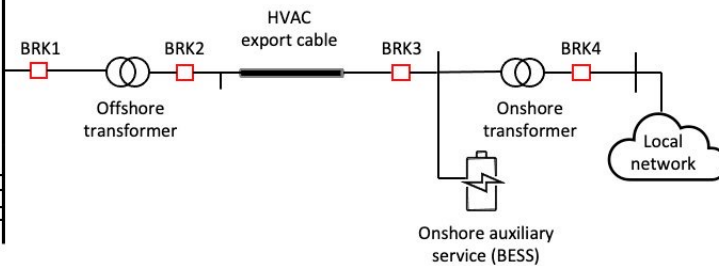 HVAC
export cable
BRK1
BRK2
BRK3
BRK4
Offshore
transformer
Onshore
transformer
Local
network
Onshore auxiliary
service (BESS)